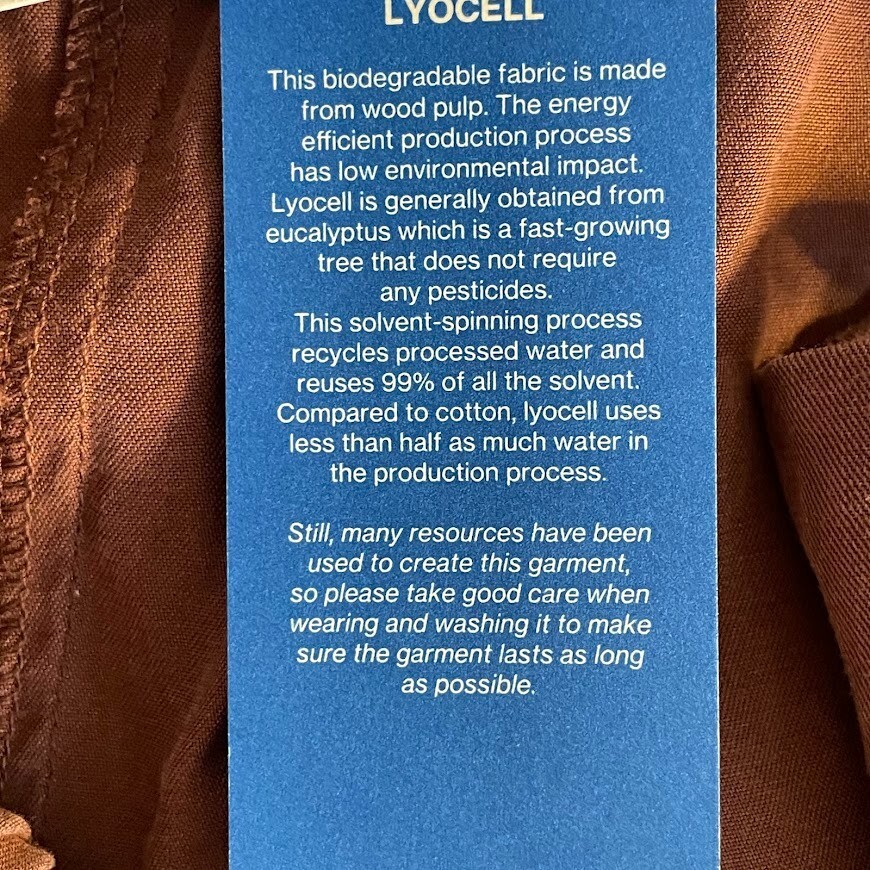 LYOCELL
This biodegradable fabric is made
from wood pulp. The energy
efficient production process
has low environmental impact.
Lyocell is generally obtained from
eucalyptus which is a fast-growing
tree that does not require
any pesticides.
This solvent-spinning process
recycles processed water and
reuses 99% of all the solvent.
Compared to cotton, lyocell uses
less than half as much water in
the production process.
Still, many resources have been
used to create this garment,
so please take good care when
wearing and washing it to make
sure the garment lasts as long
as possible.